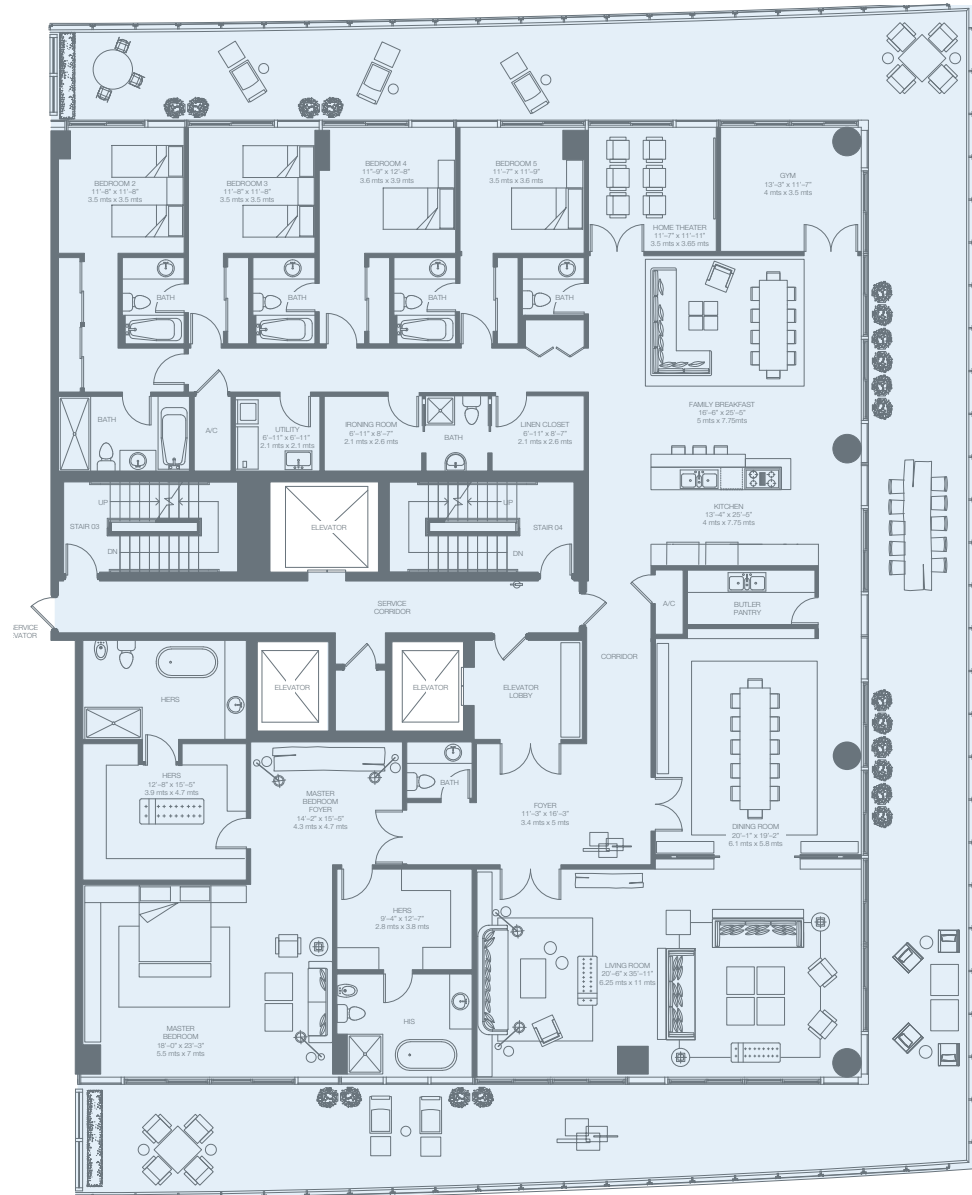 BEDROOM 2
11'-8" x 11'-8"
3.5 mts x 3.5 mts
BEDROOM 3
11'-8" x 11'-8"
3.5 mts x 3.5 mts
BEDROOM 4
11"-9" x 12'-8"
3.6 mts x 3.9 mts
BEDROOM 5
11'-7" x 11'-9"
3.5 mts x 3.6 mts
GYM
13'-3" x 11'-7"
4 mts x 3.5 mts
HOME THEATER
11'-7" x 11'-11"
3.5 mts x 3.65 mts
BATH
BATH
BATH
BATH
FAMILY BREAKFAST
16'-6" x 25'-5"
5 mts x 7.75mts
BATH
A/C
UTILITY
6'-11" x 6'-11"
2.1 mts x 2.1 mts
IRONING ROOM
6'-11" x 8'-7"
2.1 mts x 2.6 mts
BATH
LINEN CLOSET
6'-11" x 8'-7"
2.1 mts x 2.6 mts
UP
STAIR 03
DN
ELEVATOR
UP
STAIR 04
DN
KITCHEN
13'-4" x 25'-5"
4 mts x 7.75 mts
SERVICE
CORRIDOR
A/C
BUTLER
PANTRY
ERVICE
VATOR
CORRIDOR
HERS
ELEVATOR
ELEVATOR
ELEVATOR
LOBBY
HERS
12'-8" x 15'-5"
3.9 mts x 4.7 mts
MASTER
BEDROOM
FOYER
14'-2" x 15'-5"
4.3 mts x 4.7 mts
BATH
FOYER
11'-3" x 16'-3"
3.4 mts x 5 mts
DINING ROOM
20'-1" x 19'-2"
6.1 mts x 5.8 mts
HERS
9'-4" x 12'-7"
2.8 mts x 3.8 mts
LIVING ROOM
20'-6" x 35'-11"
6.25 mts x 11 mts
HIS
MASTER
BEDROOM
18'-0" x 23'-3"
5.5 mts x 7 mts